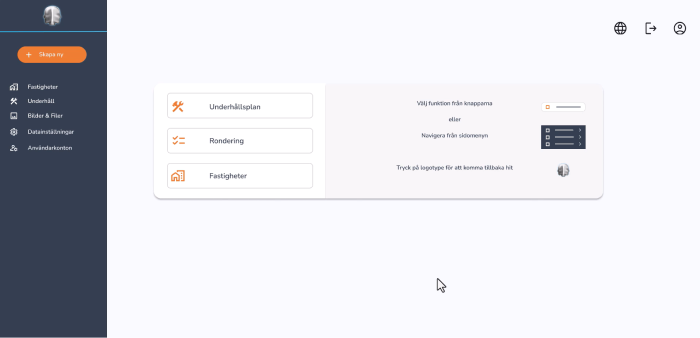 + Skapa ny
Fastigheter
Underhåll
Bilder & Filer
Datainställningar
Användarkonton
Underhållsplan
Rondering
Fastigheter
Välj funktion från knapparna
eller
Navigera från sidomenyn
Tryck på logotype för att komma tillbaka hit